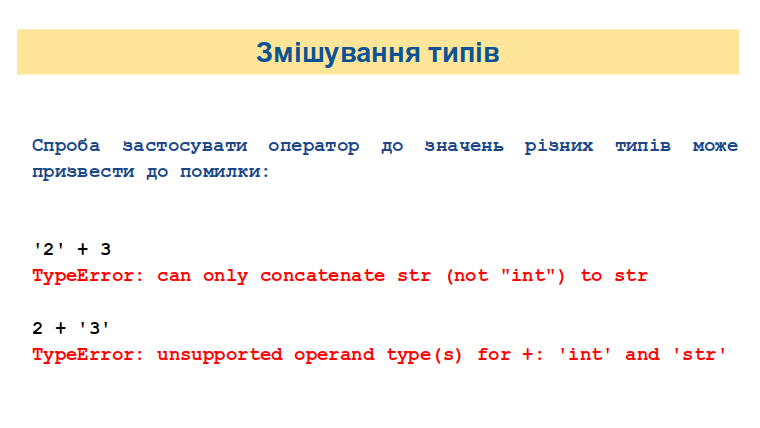 Змішування типів
Спроба застосувати оператор до значень різних типів може
призвести до помилки:
'2' + 3
TypeError: can only concatenate str (not "int") to str
2 + '3'
TypeError: unsupported operand type(s) for +: 'int' and 'str'